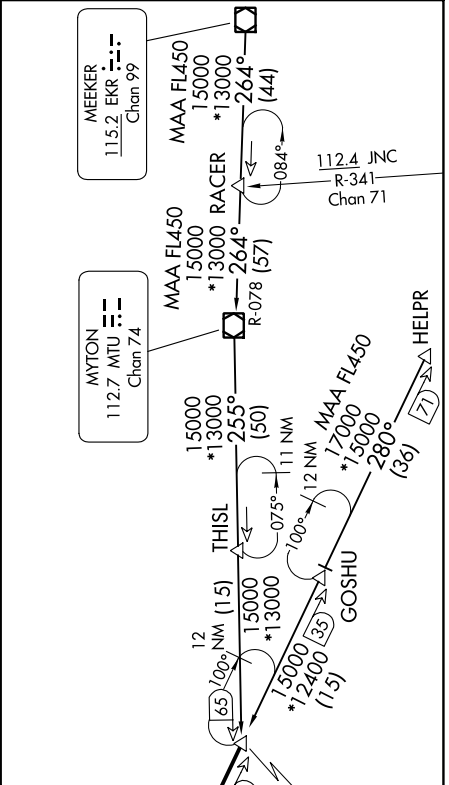 MEEKER
115.2 EKR
Chan 99
MAA FL450
15000
*13000
264°
(44)
084°
RACER
112.4 JNC
R-341
Chan 71
MAA FL450
15000
*13000
264°
(57)
R-078
MYTON
112.7 MTU
Chan 74
15000
*13000
255°
(50)
11 NM
075°
THISL
HELPR
71
MAA FL450
17000
*15000
280°
(36)
12 NM
100°
GOSHU
(15)
15000
*13000
12
NM
100°
65
35
15000
*12400
(15)